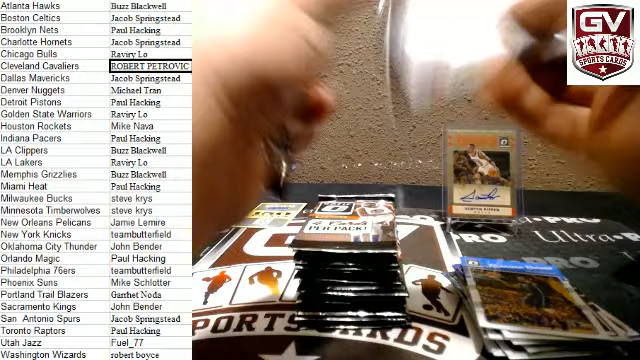 Atlanta Hawks Buzz Blackwell
Boston Celtics Jacob Springstead
Brooklyn Nets Paul Hacking
Charlotte Hornets Jacob Springstead
Chicago Bulls Raviry Lo
Cleveland Cavaliers ROBERT PETROVIC
Dallas Mavericks Jacob Springstead
Denver Nuggets Michael Tran
Detroit Pistons Paul Hacking
Golden State Warriors Raviry Lo
Houston Rockets Mike Nava
Indiana Pacers Paul Hacking
LA Clippers Buzz Blackwell
LA Lakers Raviry Lo
Memphis Grizzlies Buzz Blackwell
Miami Heat Paul Hacking
Milwaukee Bucks steve krys
Minnesota Timberwolves steve krys
New Orleans Pelicans Jamie Lemire
New York Knicks teambutterfield
Oklahoma City Thunder John Bender
Orlando Magic Paul Hacking
Philadelphia 76ers teambutterfield
Phoenix Suns Mike Schlotter
Portland Trail Blazers Garrhet Noda
Sacramento Kings John Bender
San Antonio Spurs Jacob Springstead
Toronto Raptors Paul Hacking
Utah Jazz Fuel_77
Washington Wizards robert boyce
GV
SPORTS CARDS
4 Cards
PER PACK!
Ultra-PRO
PORTS CARDS